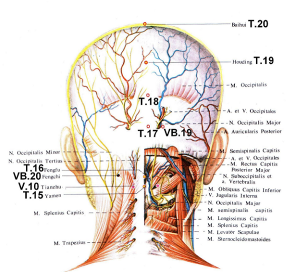 Baihui T.20
Houding T.19
M. Occipitalis
T.18
A. et V. Occipitales
T.17 VB.19
N. Occipitalis Major
A. Auricularis Posterior
N. Occipitalis Minor
N. Occipitalis Tertius
T.16 Fengfu
VB.20 Fengchi
V.10 Tianzhu
T.15 Yamen
M. Splenius Capitis
M. Trapezius
M. Semispinalis Capitis
A. et V. Occipitales
M. Rectus Capitis
Posterior Major
N. Suboccipitalis et
a. Vertebralis
M. Obliquus Capitis Inferior
V. Jugularis Interna
N. Occipitalis Major
M. semispinalis capitis
M. Longissimus Capitis
M. Splenius Capitis
M. Levator Scapulae
M. Sternocleidomastoides